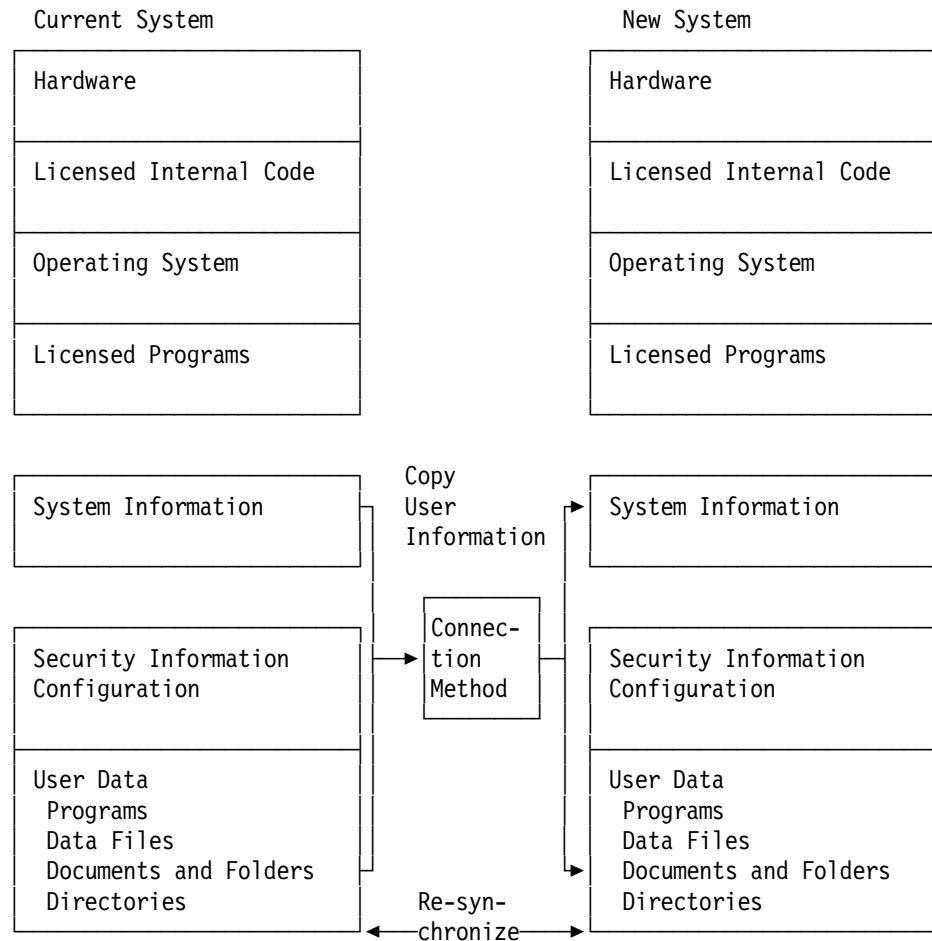 Current System
New System
Hardware
Hardware
Licensed Internal Code
Licensed Internal Code
Operating System
Operating System
Licensed Programs
Licensed Programs
Copy
User
Information
System Information
System Information
Connec-
tion
Method
Security Information
Configuration
Security Information
Configuration
User Data
Programs
Data Files
Documents and Folders
Directories
User Data
Programs
Data Files
Documents and Folders
Directories
Re-syn-
chronize